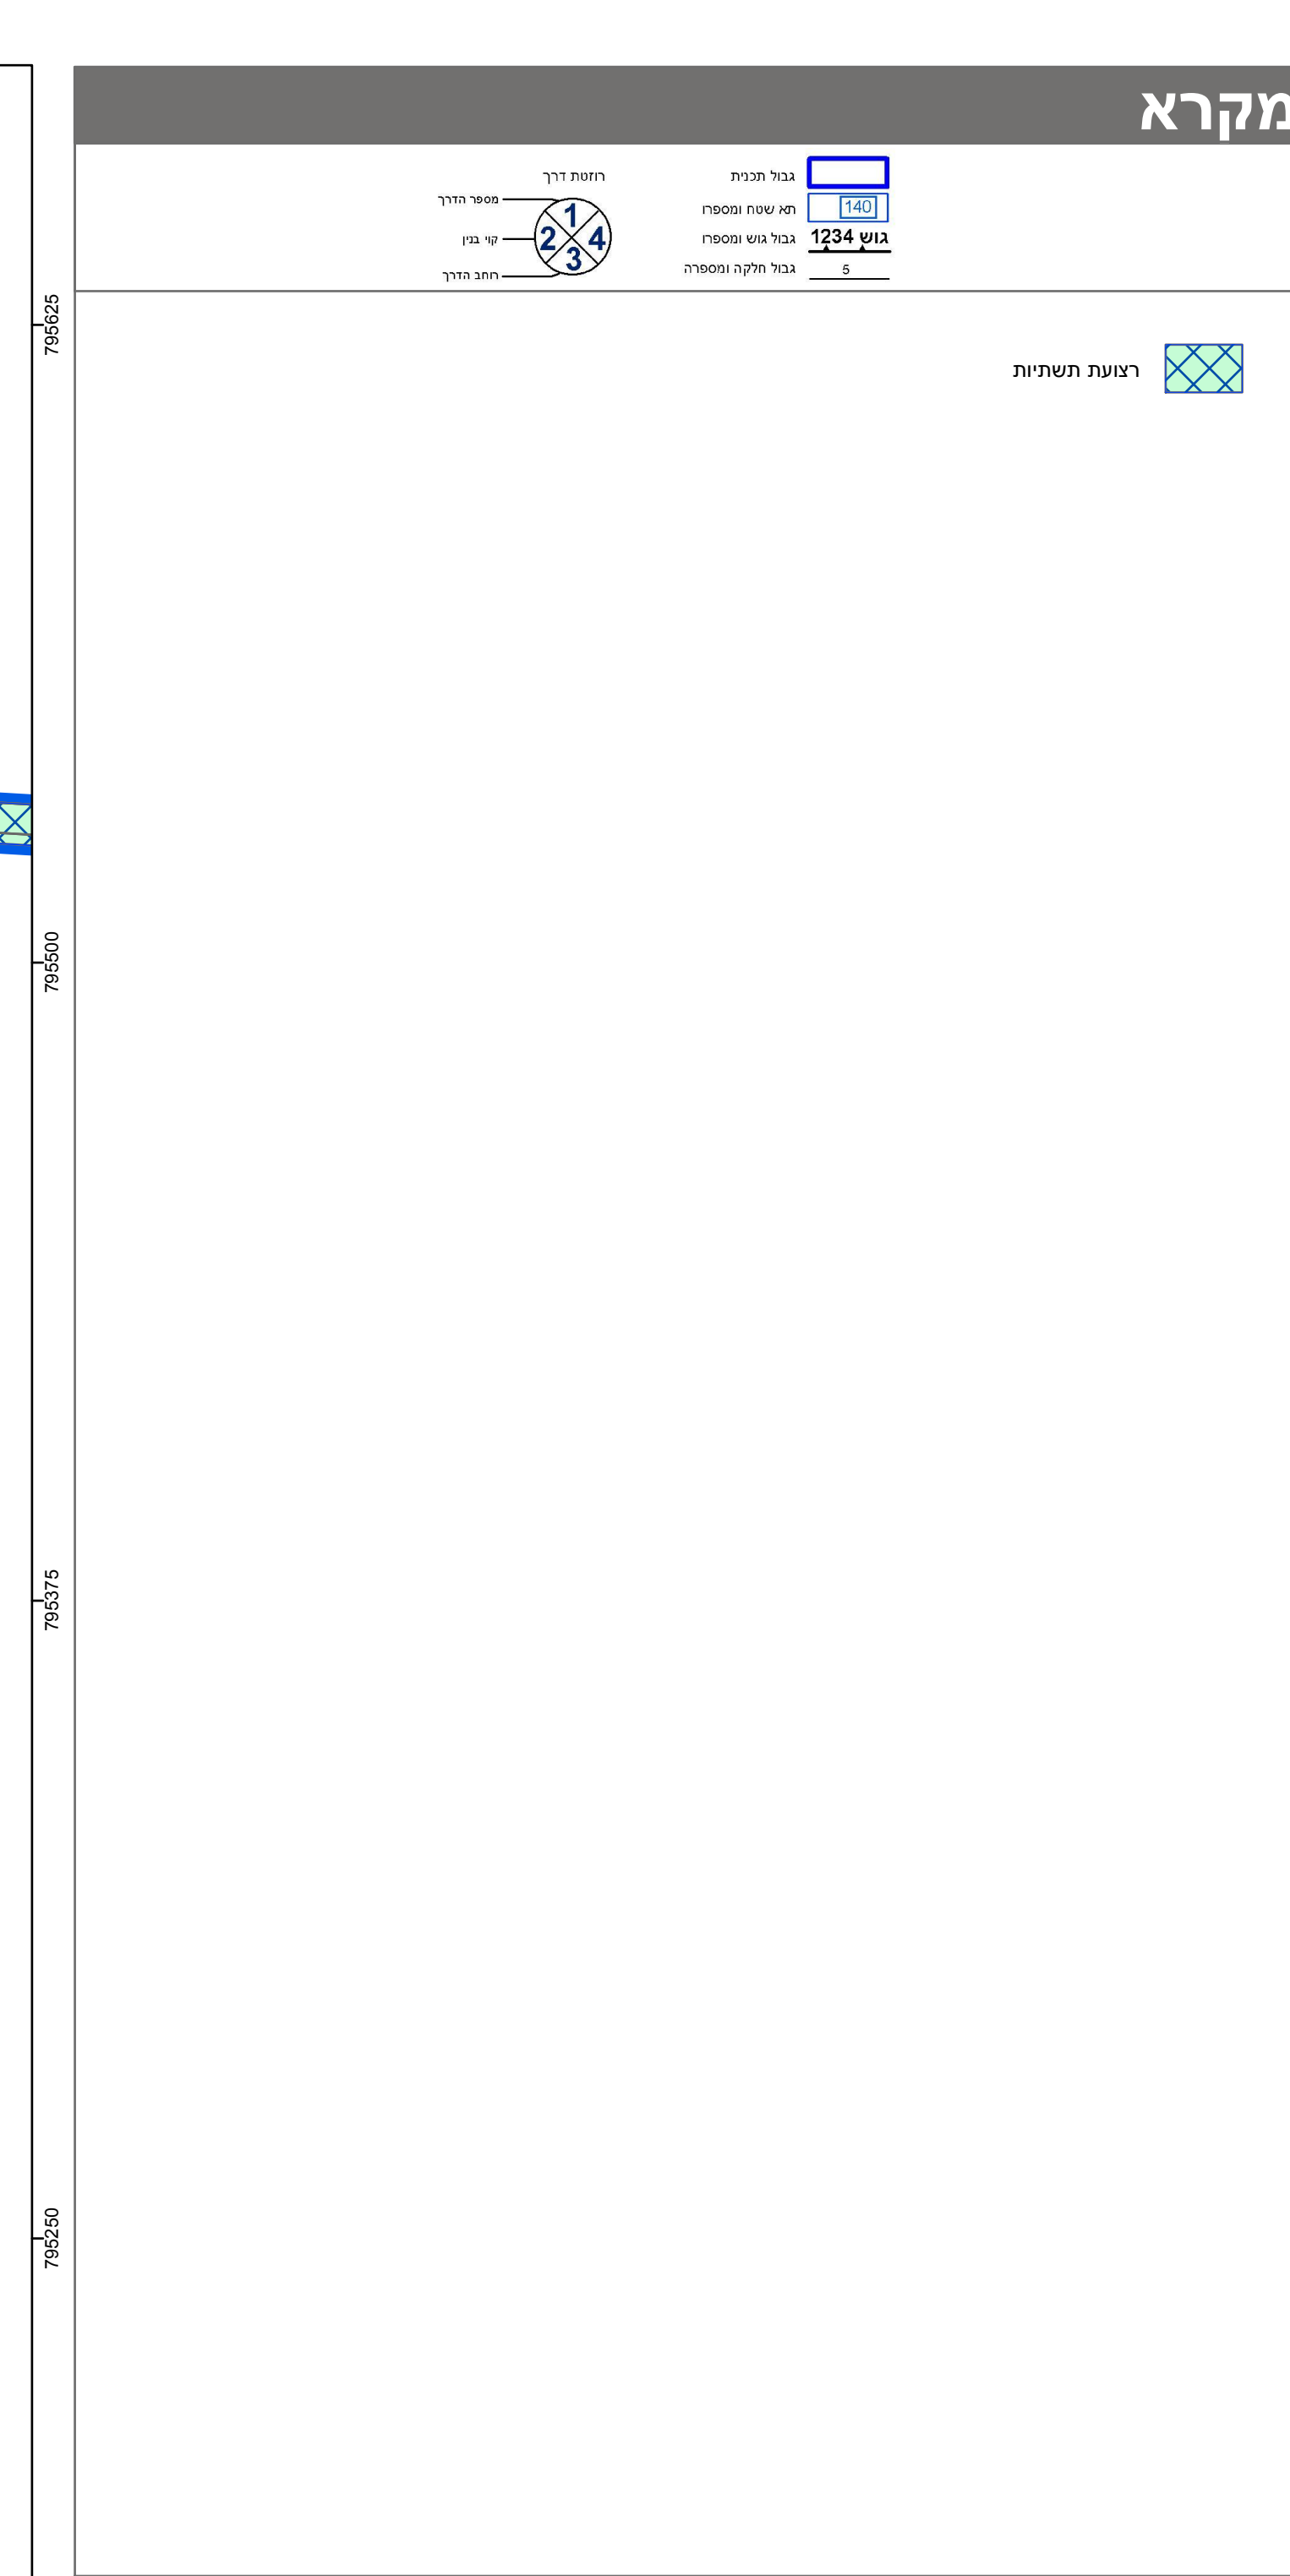 מקרא
גבול תכנית
תא שטח ומספרו
140
גבול גוש ומספרו
גוש 1234
גבול חלקה ומספרה
5
רוזטת דרך
מספר הדרך
קוי בנין
רוחב הדרך
1
2
4
3
רצועת תשתיות
795625
795500
795375
795250